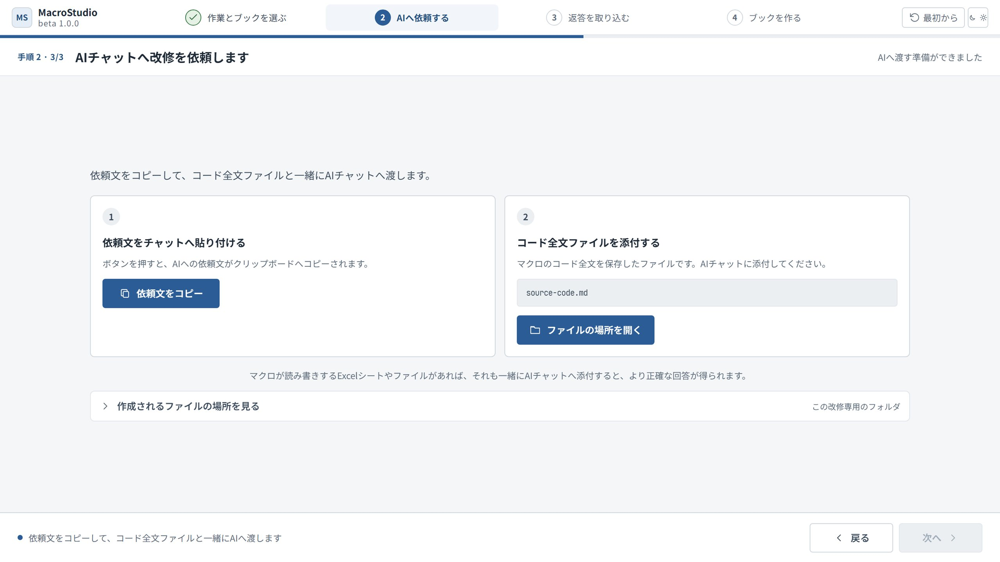 MS
MacroStudio
beta 1.0.0
作業とブックを選ぶ
2 AIへ依頼する
3 返答を取り込む
4 ブックを作る
最初から
手順 2・3/3 AIチャットへ改修を依頼します
AIへ渡す準備ができました
依頼文をコピーして、コード全文ファイルと一緒にAIチャットへ渡します。
1
依頼文をチャットへ貼り付ける
ボタンを押すと、AIへの依頼文がクリップボードへコピーされます。
依頼文をコピー
2
コード全文ファイルを添付する
マクロのコード全文を保存したファイルです。AIチャットに添付してください。
source-code.md
ファイルの場所を開く
マクロが読み書きするExcelシートやファイルがあれば、それも一緒にAIチャットへ添付すると、より正確な回答が得られます。
作成されるファイルの場所を見る
この改修専用のフォルダ
依頼文をコピーして、コード全文ファイルと一緒にAIへ渡します
戻る
次へ